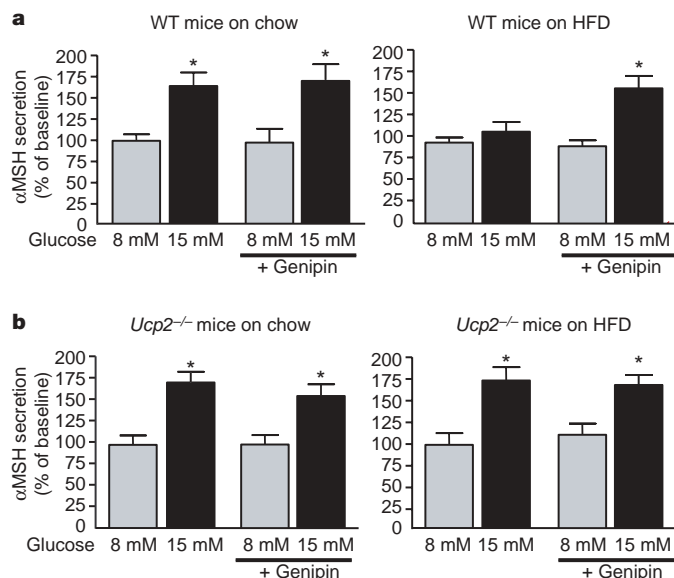 a
WT mice on chow
WT mice on HFD
αMSH secretion
(% of baseline)
200
175
150
125
100
75
50
25
0
200
175
150
125
100
75
50
25
0
*
*
*
Glucose 8 mM 15 mM 8 mM 15 mM
+ Genipin
8 mM 15 mM 8 mM 15 mM
+ Genipin
b
Ucp2–/– mice on chow
Ucp2–/– mice on HFD
αMSH secretion
(% of baseline)
200
175
150
125
100
75
50
25
0
200
175
150
125
100
75
50
25
0
*
*
*
*
Glucose 8 mM 15 mM 8 mM 15 mM
+ Genipin
8 mM 15 mM 8 mM 15 mM
+ Genipin